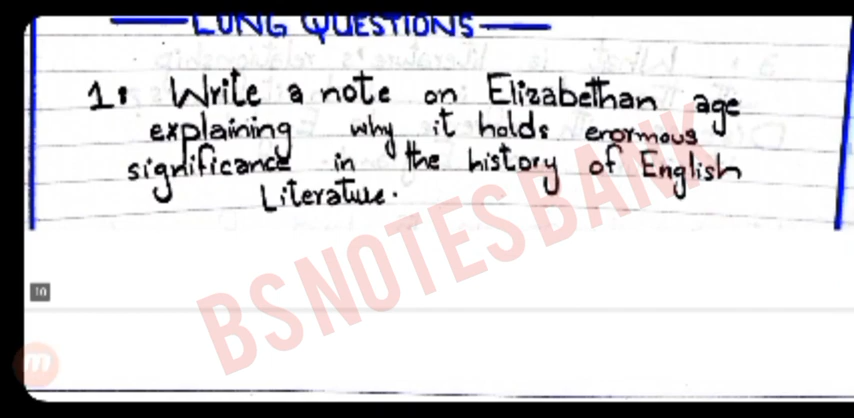 LONG QUESTIONS
1: Write a note on Elizabethan age
explaining why it holds enormous
significance in the history of English
Literature.
BSNOTESBANK
10
m